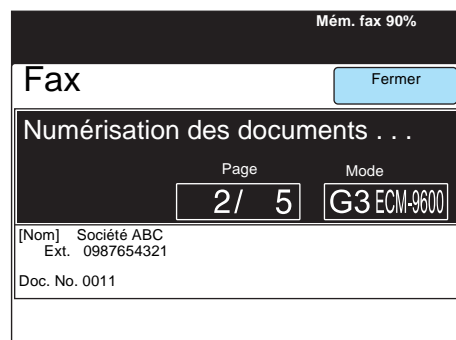 Mém. fax 90%
Fax
Fermer
Numérisation des documents . . .
Page Mode
2/ 5 G3 ECM-9600
[Nom] Société ABC
Ext. 0987654321
Doc. No. 0011